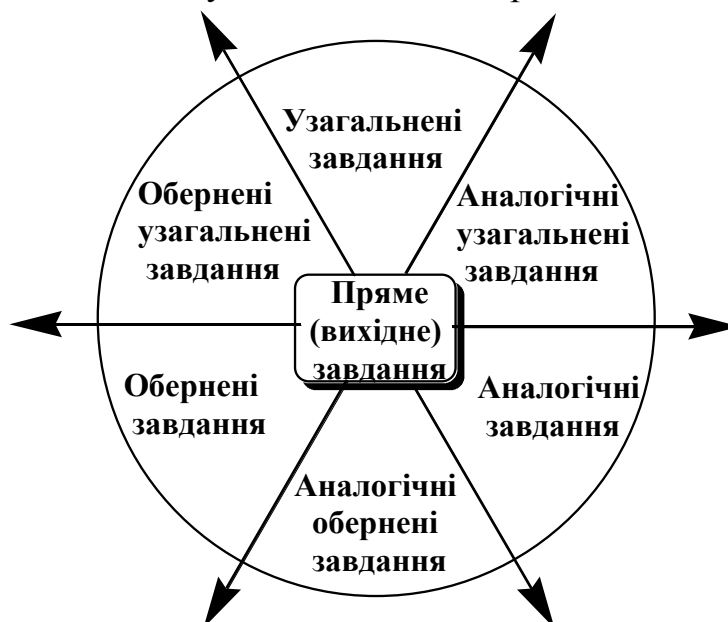 Узагальнені
завдання
Обернені
узагальнені
завдання
Аналогічні
узагальнені
завдання
Пряме
(вихідне)
завдання
Обернені
завдання
Аналогічні
завдання
Аналогічні
обернені
завдання